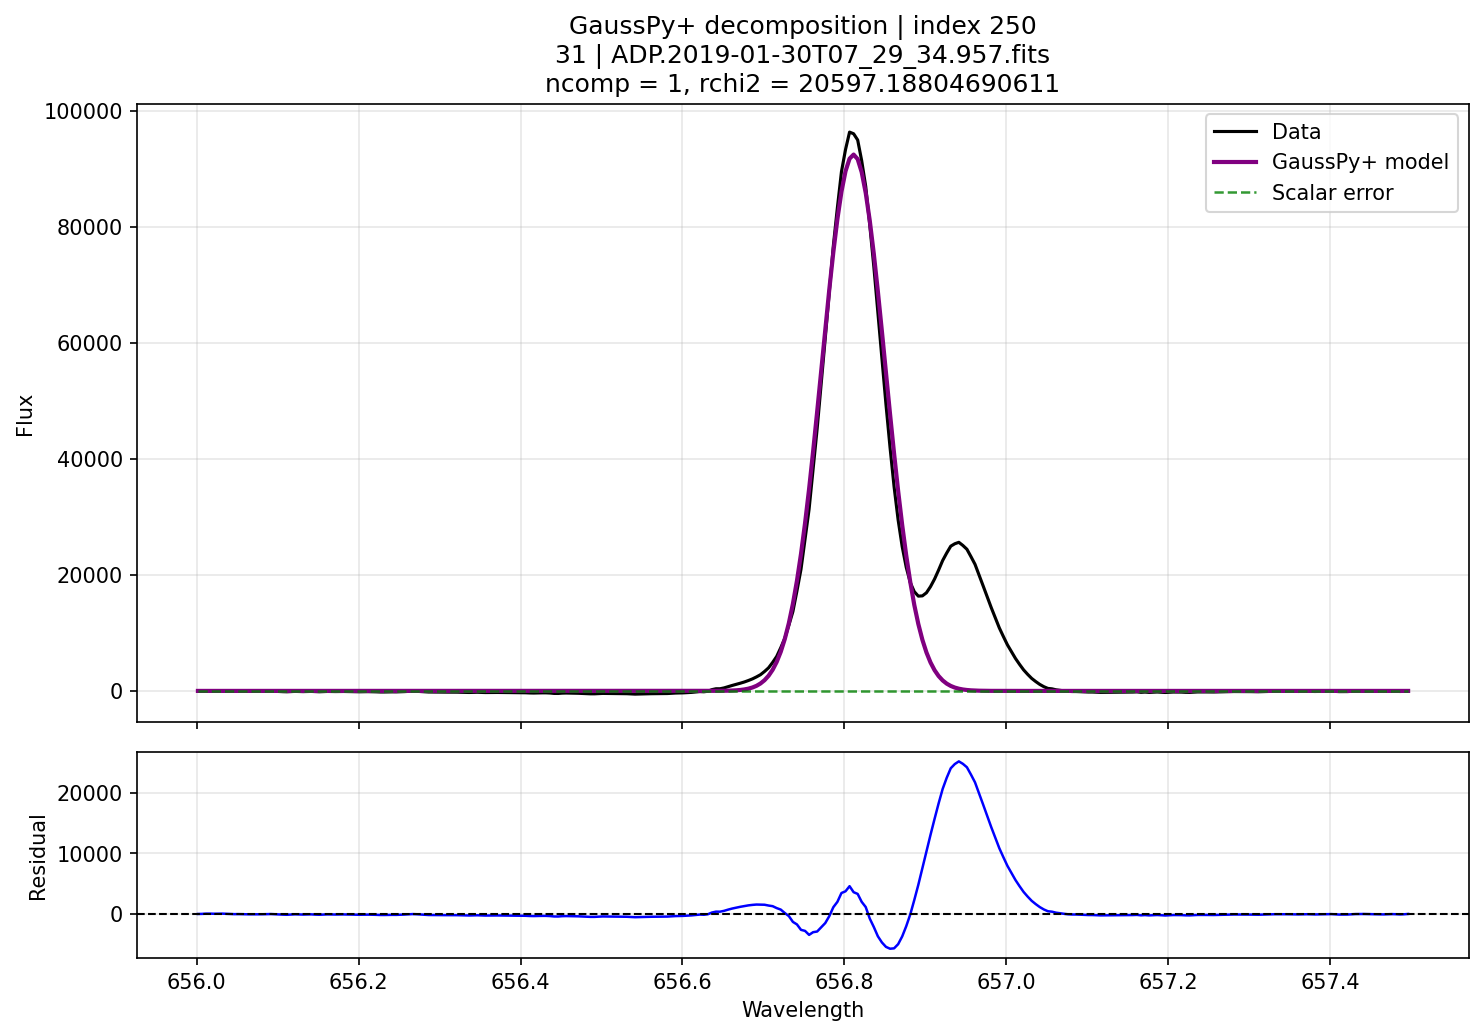 GaussPy+ decomposition | index 250
31 | ADP.2019-01-30T07_29_34.957.fits
ncomp = 1, rchi2 = 20597.18804690611
100000
80000
60000
40000
20000
0
Flux
Data
GaussPy+ model
Scalar error
20000
10000
0
Residual
656.0 656.2 656.4 656.6 656.8 657.0 657.2 657.4
Wavelength